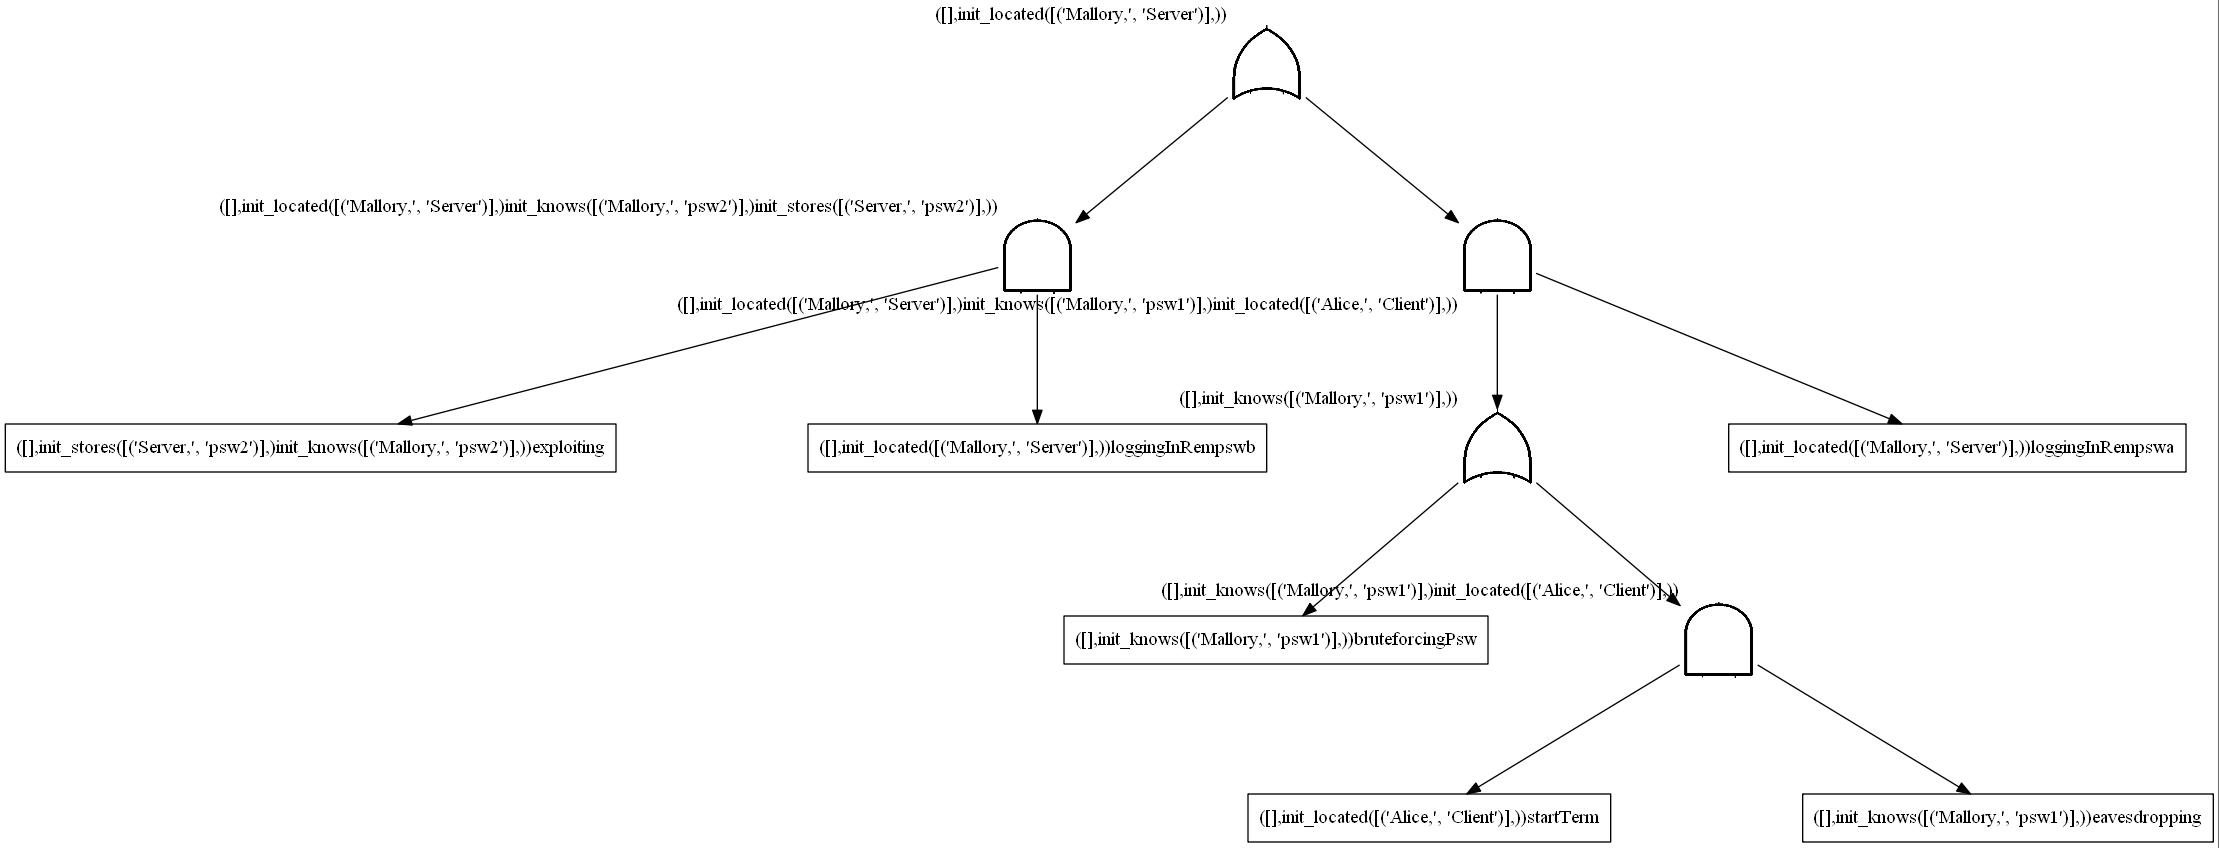 ([],init_located([('Mallory,', 'Server')],))
([],init_located([('Mallory,', 'Server')],)init_knows([('Mallory,', 'psw2')],)init_stores([('Server,', 'psw2')],))
([],init_located([('Mallory,', 'Server')],)init_knows([('Mallory,', 'psw1')],)init_located([('Alice,', 'Client')],))
([],init_knows([('Mallory,', 'psw1')],))
([],init_stores([('Server,', 'psw2')],)init_knows([('Mallory,', 'psw2')],))exploiting
([],init_located([('Mallory,', 'Server')],))loggingInRempswb
([],init_located([('Mallory,', 'Server')],))loggingInRempswa
([],init_knows([('Mallory,', 'psw1')],)init_located([('Alice,', 'Client')],))
([],init_knows([('Mallory,', 'psw1')],))bruteforcingPsw
([],init_located([('Alice,', 'Client')],))startTerm
([],init_knows([('Mallory,', 'psw1')],))eavesdropping